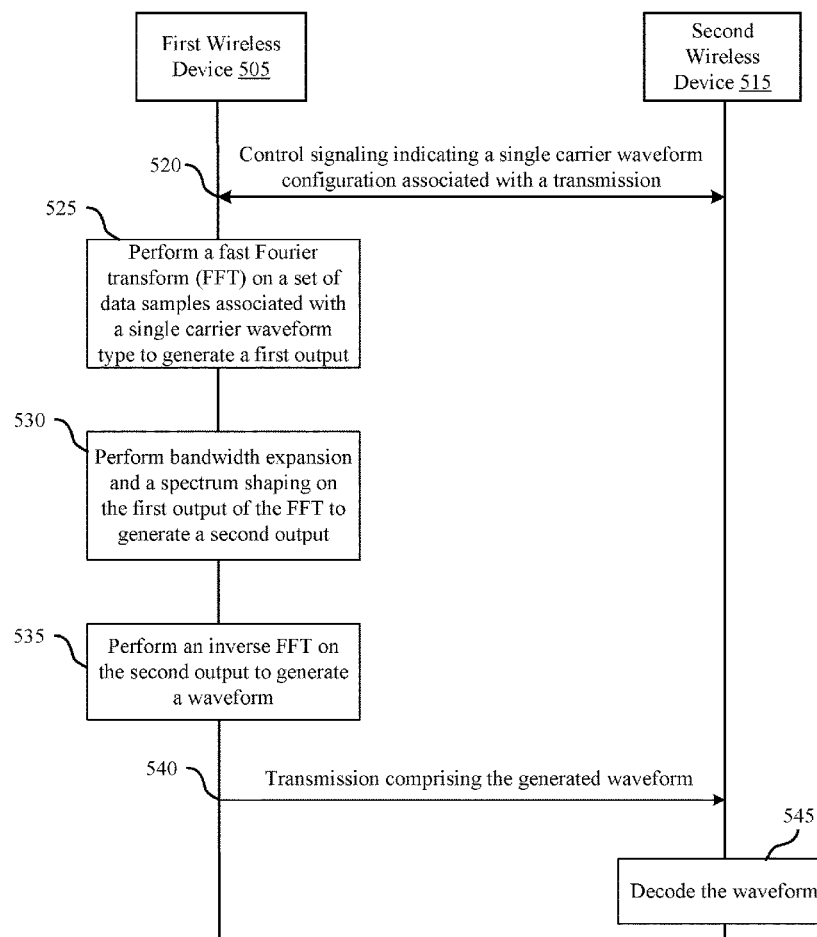 First Wireless
Device 505
Second
Wireless
Device 515
Control signaling indicating a single carrier waveform
configuration associated with a transmission
520
525
Perform a fast Fourier
transform (FFT) on a set of
data samples associated with
a single carrier waveform
type to generate a first output
530
Perform bandwidth expansion
and a spectrum shaping on
the first output of the FFT to
generate a second output
535
Perform an inverse FFT on
the second output to generate
a waveform
540
Transmission comprising the generated waveform
545
Decode the waveform